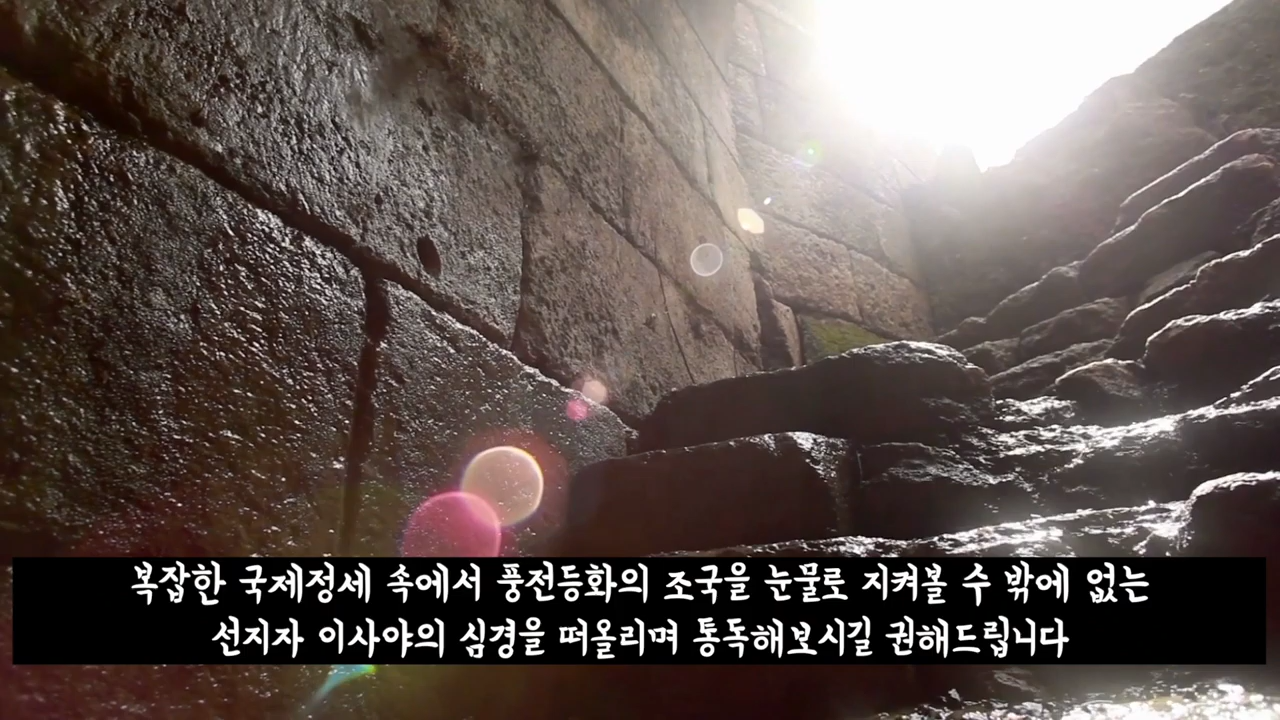 복잡한 국제정세 속에서 풍전등화의 조국을 눈물로 지켜볼 수 밖에 없는
선지자 이사야의 심경을 떠올리며 통독해보시길 권해드립니다